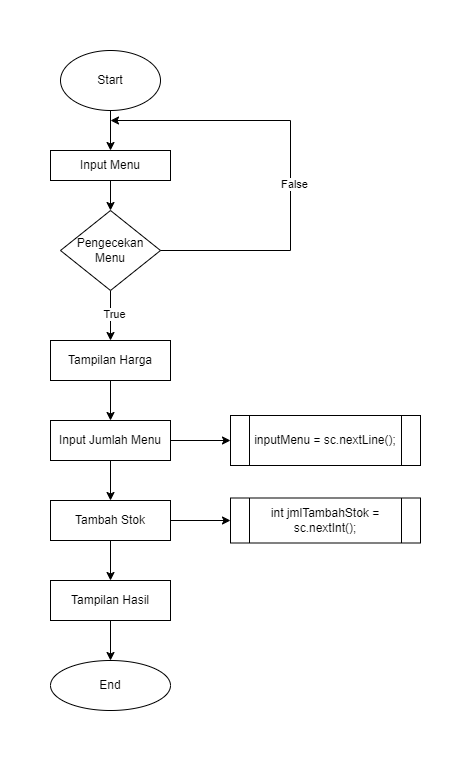 Start
Input Menu
False
Pengecekan
Menu
True
Tampilan Harga
Input Jumlah Menu
inputMenu = sc.nextLine();
Tambah Stok
int jmlTambahStok =
sc.nextInt();
Tampilan Hasil
End